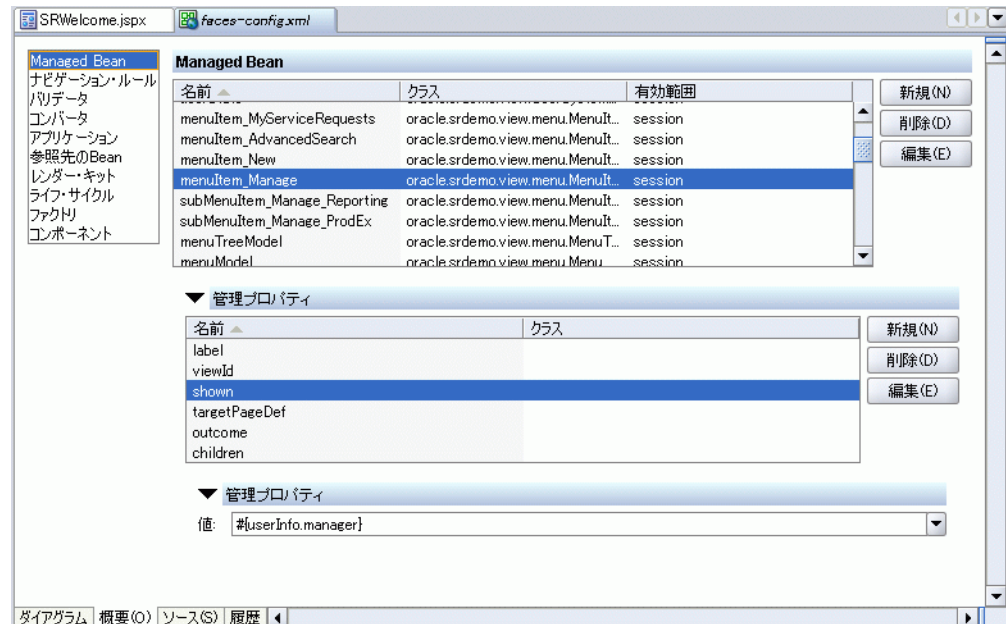 SRWelcome.jspx faces-config.xml
Managed Bean
ナビゲーション・ルール
バリデータ
コンバータ
アプリケーション
参照先のBean
レンダー・キット
ライフ・サイクル
ファクトリ
コンポーネント
Managed Bean
名前 クラス 有効範囲
menuItem_MyServiceRequests oracle.srdemo.view.menu.MenuIt... session
menuItem_AdvancedSearch oracle.srdemo.view.menu.MenuIt... session
menuItem_New oracle.srdemo.view.menu.MenuIt... session
menuItem_Manage oracle.srdemo.view.menu.MenuIt... session
subMenuItem_Manage_Reporting oracle.srdemo.view.menu.MenuIt... session
subMenuItem_Manage_ProdEx oracle.srdemo.view.menu.MenuIt... session
menuTreeModel oracle.srdemo.view.menu.MenuT... session
menuModel oracle.srdemo.view.menu.Menu session
新規(N)
削除(D)
編集(E)
管理プロパティ
名前 クラス
label
viewId
shown
targetPageDef
outcome
children
新規(N)
削除(D)
編集(E)
管理プロパティ
値: #{userInfo.manager}
ダイアグラム 概要(O) ソース(S) 履歴